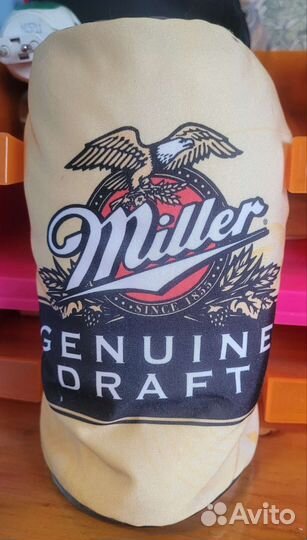 Miller
SINCE 1855
GENUINE
DRAFT
Avito